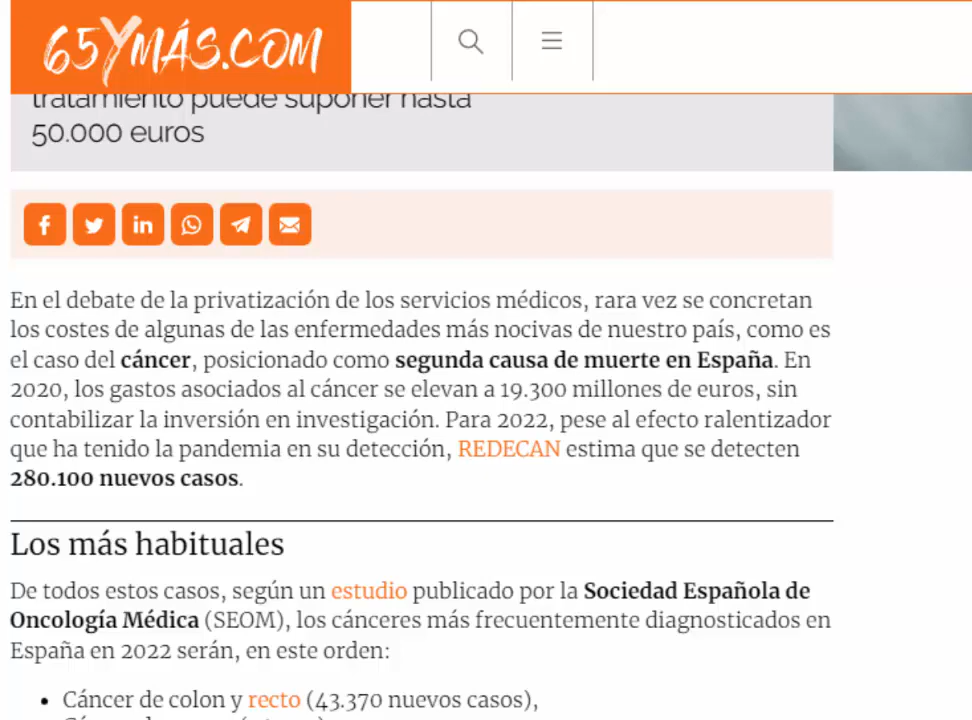 65YMÁS.COM
tratamiento puede suponer hasta
50.000 euros
En el debate de la privatización de los servicios médicos, rara vez se concretan
los costes de algunas de las enfermedades más nocivas de nuestro país, como es
el caso del cáncer, posicionado como segunda causa de muerte en España. En
2020, los gastos asociados al cáncer se elevan a 19.300 millones de euros, sin
contabilizar la inversión en investigación. Para 2022, pese al efecto ralentizador
que ha tenido la pandemia en su detección, REDECAN estima que se detecten
280.100 nuevos casos.
Los más habituales
De todos estos casos, según un estudio publicado por la Sociedad Española de
Oncología Médica (SEOM), los cánceres más frecuentemente diagnosticados en
España en 2022 serán, en este orden:
• Cáncer de colon y recto (43.370 nuevos casos),